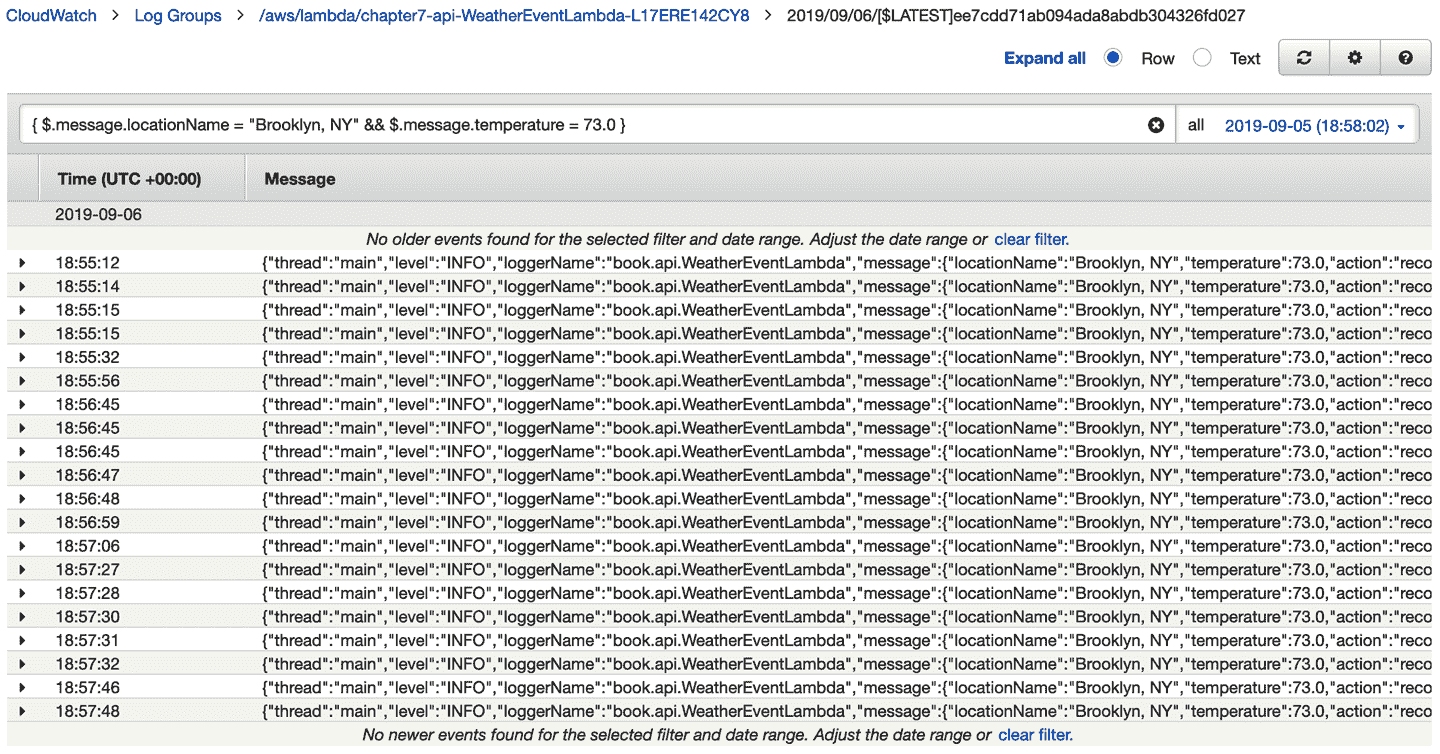 CloudWatch > Log Groups > /aws/lambda/chapter7-api-WeatherEventLambda-L17ERE142CY8 > 2019/09/06/[$LATEST]ee7cdd71ab094ada8abdb304326fd027
Expand all Row Text
{ $.message.locationName = "Brooklyn, NY" && $.message.temperature = 73.0 } all 2019-09-05 (18:58:02)
Time (UTC +00:00) Message
2019-09-06
No older events found for the selected filter and date range. Adjust the date range or clear filter.
18:55:12 {"thread":"main","level":"INFO","loggerName":"book.api.WeatherEventLambda","message":{"locationName":"Brooklyn, NY","temperature":73.0,"action":"reco
18:55:14 {"thread":"main","level":"INFO","loggerName":"book.api.WeatherEventLambda","message":{"locationName":"Brooklyn, NY","temperature":73.0,"action":"reco
18:55:15 {"thread":"main","level":"INFO","loggerName":"book.api.WeatherEventLambda","message":{"locationName":"Brooklyn, NY","temperature":73.0,"action":"reco
18:55:15 {"thread":"main","level":"INFO","loggerName":"book.api.WeatherEventLambda","message":{"locationName":"Brooklyn, NY","temperature":73.0,"action":"reco
18:55:32 {"thread":"main","level":"INFO","loggerName":"book.api.WeatherEventLambda","message":{"locationName":"Brooklyn, NY","temperature":73.0,"action":"reco
18:55:56 {"thread":"main","level":"INFO","loggerName":"book.api.WeatherEventLambda","message":{"locationName":"Brooklyn, NY","temperature":73.0,"action":"reco
18:56:45 {"thread":"main","level":"INFO","loggerName":"book.api.WeatherEventLambda","message":{"locationName":"Brooklyn, NY","temperature":73.0,"action":"reco
18:56:45 {"thread":"main","level":"INFO","loggerName":"book.api.WeatherEventLambda","message":{"locationName":"Brooklyn, NY","temperature":73.0,"action":"reco
18:56:45 {"thread":"main","level":"INFO","loggerName":"book.api.WeatherEventLambda","message":{"locationName":"Brooklyn, NY","temperature":73.0,"action":"reco
18:56:47 {"thread":"main","level":"INFO","loggerName":"book.api.WeatherEventLambda","message":{"locationName":"Brooklyn, NY","temperature":73.0,"action":"reco
18:56:48 {"thread":"main","level":"INFO","loggerName":"book.api.WeatherEventLambda","message":{"locationName":"Brooklyn, NY","temperature":73.0,"action":"reco
18:56:59 {"thread":"main","level":"INFO","loggerName":"book.api.WeatherEventLambda","message":{"locationName":"Brooklyn, NY","temperature":73.0,"action":"reco
18:57:06 {"thread":"main","level":"INFO","loggerName":"book.api.WeatherEventLambda","message":{"locationName":"Brooklyn, NY","temperature":73.0,"action":"reco
18:57:27 {"thread":"main","level":"INFO","loggerName":"book.api.WeatherEventLambda","message":{"locationName":"Brooklyn, NY","temperature":73.0,"action":"reco
18:57:28 {"thread":"main","level":"INFO","loggerName":"book.api.WeatherEventLambda","message":{"locationName":"Brooklyn, NY","temperature":73.0,"action":"reco
18:57:30 {"thread":"main","level":"INFO","loggerName":"book.api.WeatherEventLambda","message":{"locationName":"Brooklyn, NY","temperature":73.0,"action":"reco
18:57:31 {"thread":"main","level":"INFO","loggerName":"book.api.WeatherEventLambda","message":{"locationName":"Brooklyn, NY","temperature":73.0,"action":"reco
18:57:32 {"thread":"main","level":"INFO","loggerName":"book.api.WeatherEventLambda","message":{"locationName":"Brooklyn, NY","temperature":73.0,"action":"reco
18:57:46 {"thread":"main","level":"INFO","loggerName":"book.api.WeatherEventLambda","message":{"locationName":"Brooklyn, NY","temperature":73.0,"action":"reco
18:57:48 {"thread":"main","level":"INFO","loggerName":"book.api.WeatherEventLambda","message":{"locationName":"Brooklyn, NY","temperature":73.0,"action":"reco
No newer events found for the selected filter and date range. Adjust the date range or clear filter.